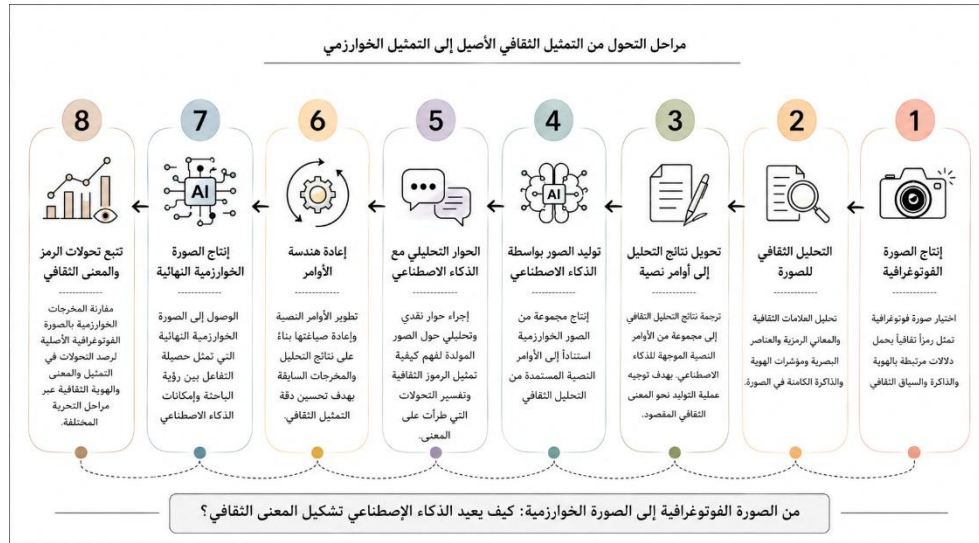 مراحل التحول من التمثيل الثقافي الأصيل إلى التمثيل الخوارزمي
1
إنتاج الصورة
الفوتوغرافية
اختيار صورة فوتوغرافية
تمثل رمزاً ثقافياً يحمل
دلالات مرتبطة بالهوية
والذاكرة والسياق الثقافي
2
التحليل الثقافي
للصورة
تحليل العلامات الثقافية
والمعاني الرمزية والعناصر
البصرية ومؤشرات الهوية
والذاكرة الكامنة في الصورة.
3
تحويل نتائج التحليل
إلى أوامر نصية
ترجمة نتائج التحليل الثقافي
إلى مجموعة من الأوامر
النصية الموجهة للذكاء
الاصطناعي. بهدف توجيه
عملية التوليد نحو المعنى
الثقافي المقصود.
4
AI
توليد الصور بواسطة
الذكاء الاصطناعي
إنتاج مجموعة من
الصور الخوارزمية
استناداً إلى الأوامر
النصية المستمدة من
التحليل الثقافي
5
الحوار التحليلي مع
الذكاء الاصطناعي
إجراء حوار نقدي
وتحليلي حول الصور
المولدة لفهم كيفية
تمثيل الرموز الثقافية
وتفسير التحولات
التي طرأت على
المعنى.
6
إعادة هندسة
الأوامر
تطوير الأوامر النصية
وإعادة صياغتها بناءً
على نتائج التحليل
والمخرجات السابقة
بهدف تحسين دقة
التمثيل الثقافي.
7
AI
إنتاج الصورة
الخوارزمية النهائية
الوصول إلى الصورة
الخوارزمية النهائية
التي تمثل حصيلة
التفاعل بين رؤية
الباحثة وإمكانات
الذكاء الاصطناعي
8
تتبع تحولات الرمز
والمعنى الثقافي
مقارنة المخرجات
الخوارزمية بالصورة
الفوتوغرافية الأصلية
لرصد التحولات في
التمثيل والمعنى
والهوية الثقافية عبر
مراحل التجربة
المختلفة.
من الصورة الفوتوغرافية إلى الصورة الخوارزمية: كيف يعيد الذكاء الإصطناعي تشكيل المعنى الثقافي؟